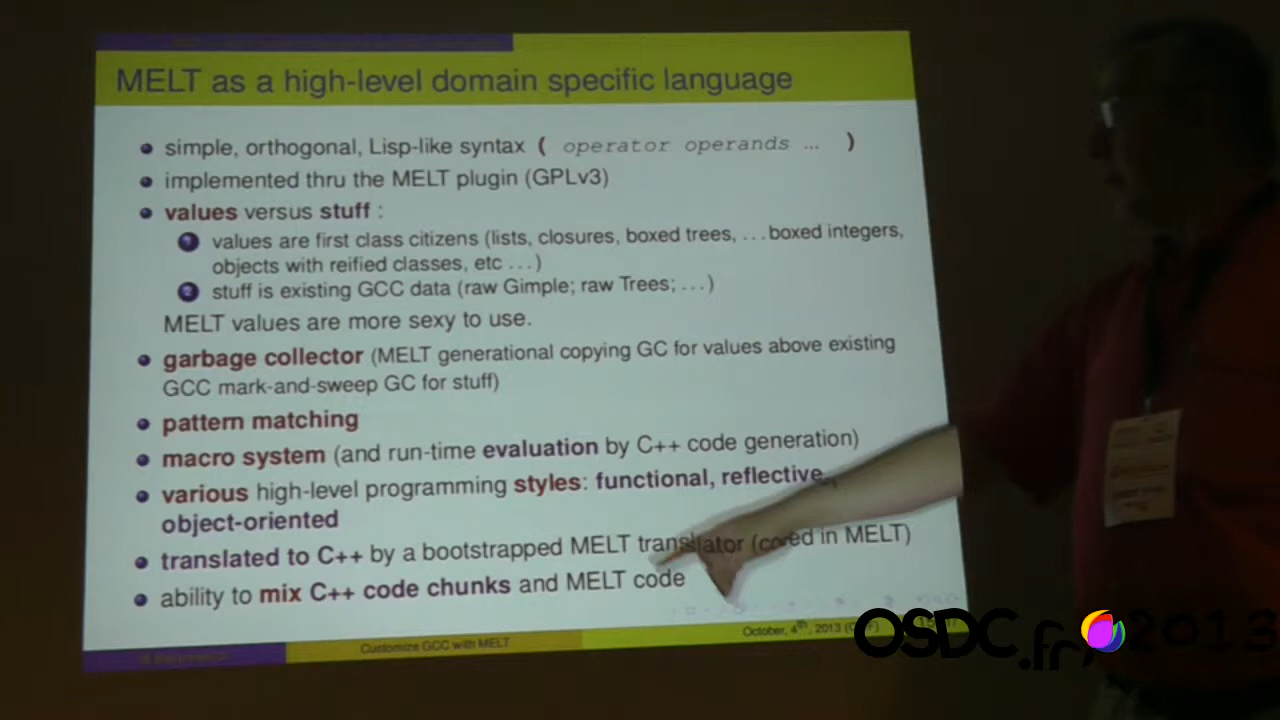 MELT as a high-level domain specific language
simple, orthogonal, Lisp-like syntax ( operator operands ... )
implemented thru the MELT plugin (GPLv3)
values versus stuff :
1 values are first class citizens (lists, closures, boxed trees, ...boxed integers,
objects with reified classes, etc ...)
2 stuff is existing GCC data (raw Gimple; raw Trees; ...)
MELT values are more sexy to use.
garbage collector (MELT generational copying GC for values above existing
GCC mark-and-sweep GC for stuff)
pattern matching
macro system (and run-time evaluation by C++ code generation)
various high-level programming styles: functional, reflective,
object-oriented
translated to C++ by a bootstrapped MELT translator (coded in MELT)
ability to mix C++ code chunks and MELT code
Customize GCC with MELT
October, 4th, 2013
OSDC.fr 2013